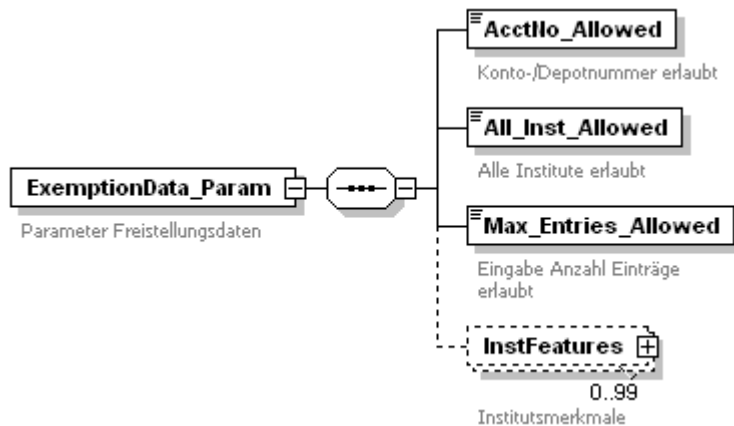 AcctNo_Allowed
Konto-/Depotnummer erlaubt
All_Inst_Allowed
Alle Institute erlaubt
ExemptionData_Param
Parameter Freistellungsdaten
Max_Entries_Allowed
Eingabe Anzahl Einträge
erlaubt
InstFeatures
0..99
Institutsmerkmale